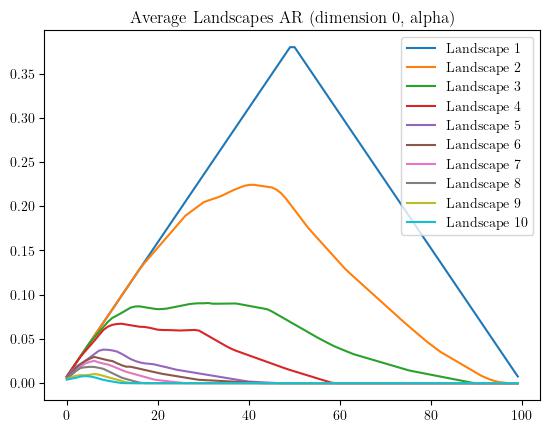 Average Landscapes AR (dimension 0, alpha)
Landscape 1
Landscape 2
Landscape 3
Landscape 4
Landscape 5
Landscape 6
Landscape 7
Landscape 8
Landscape 9
Landscape 10
0.35
0.30
0.25
0.20
0.15
0.10
0.05
0.00
0 20 40 60 80 100